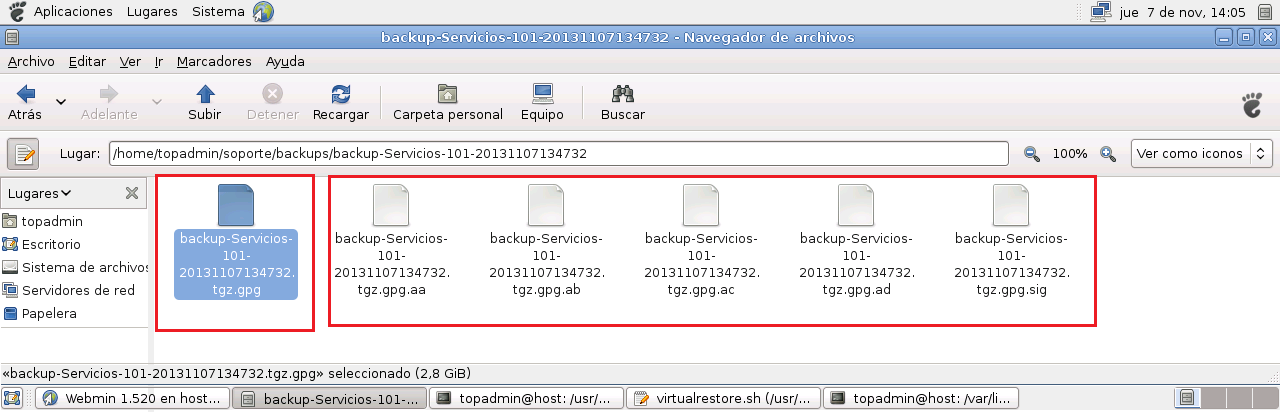 Aplicaciones Lugares Sistema jue 7 de nov, 14:05
backup-Servicios-101-20131107134732 - Navegador de archivos
Archivo Editar Ver Ir Marcadores Ayuda
Atrás Adelante Subir Detener Recargar Carpeta personal Equipo Buscar
Lugar: /home/topadmin/soporte/backups/backup-Servicios-101-20131107134732 100% Ver como iconos
Lugares
topadmin
Escritorio
Sistema de archivos
Servidores de red
Papelera
backup-Servicios-
101-
20131107134732.
tgz.gpg
backup-Servicios-
101-
20131107134732.
tgz.gpg.aa
backup-Servicios-
101-
20131107134732.
tgz.gpg.ab
backup-Servicios-
101-
20131107134732.
tgz.gpg.ac
backup-Servicios-
101-
20131107134732.
tgz.gpg.ad
backup-Servicios-
101-
20131107134732.
tgz.gpg.sig
«backup-Servicios-101-20131107134732.tgz.gpg» seleccionado (2,8 GiB)
Webmin 1.520 en host... backup-Servicios-101-... topadmin@host: /usr/... virtualrestore.sh (/usr/... topadmin@host: /var/li...